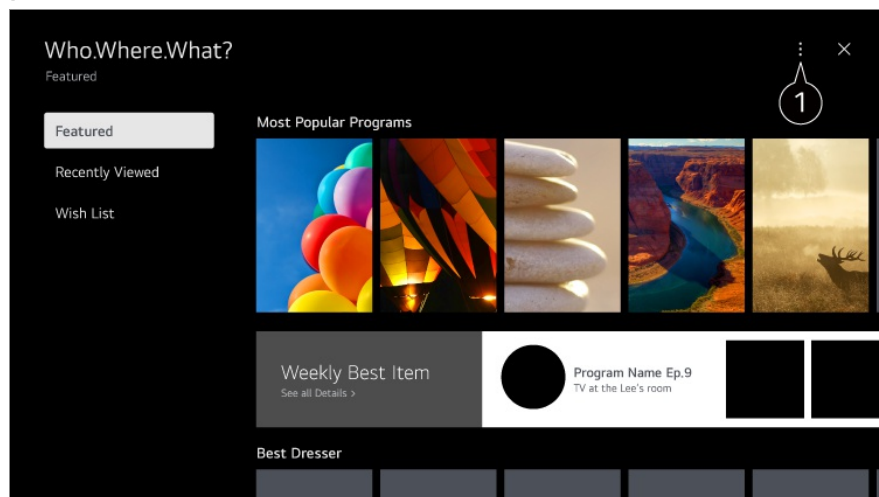 Who.Where.What?
Featured
1
Featured
Recently Viewed
Wish List
Most Popular Programs
Weekly Best Item
See all Details >
Program Name Ep.9
TV at the Lee's room
Best Dresser